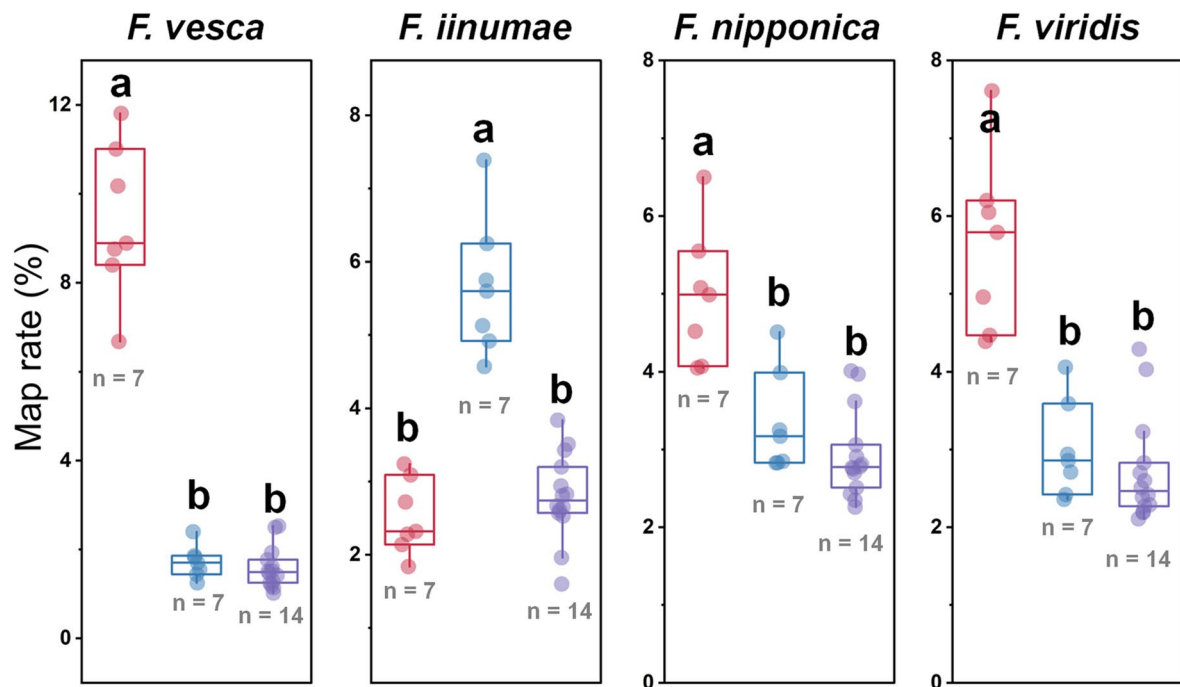 F. vesca
F. iinumae
F. nipponica
F. viridis
Map rate (%)
12
8
4
0
a
n = 7
b
n = 7
b
n = 14
8
6
4
2
b
n = 7
a
n = 7
b
n = 14
8
6
4
2
0
a
n = 7
b
n = 7
b
n = 14
8
6
4
2
0
a
n = 7
b
n = 7
b
n = 14